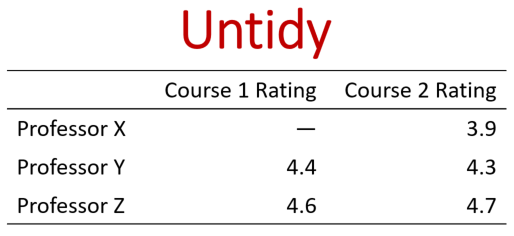 Untidy
Course 1 Rating Course 2 Rating
Professor X — 3.9
Professor Y 4.4 4.3
Professor Z 4.6 4.7